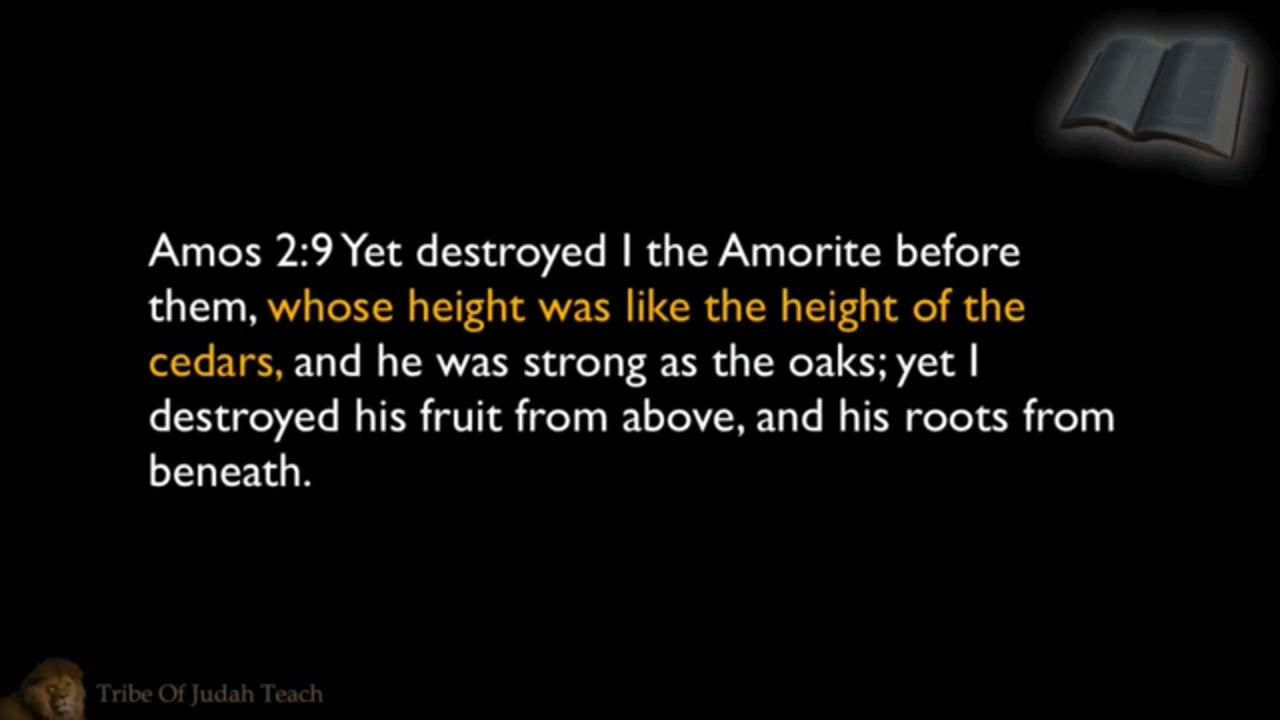 Amos 2:9 Yet destroyed I the Amorite before
them, whose height was like the height of the
cedars, and he was strong as the oaks; yet I
destroyed his fruit from above, and his roots from
beneath.
Tribe Of Judah Teach